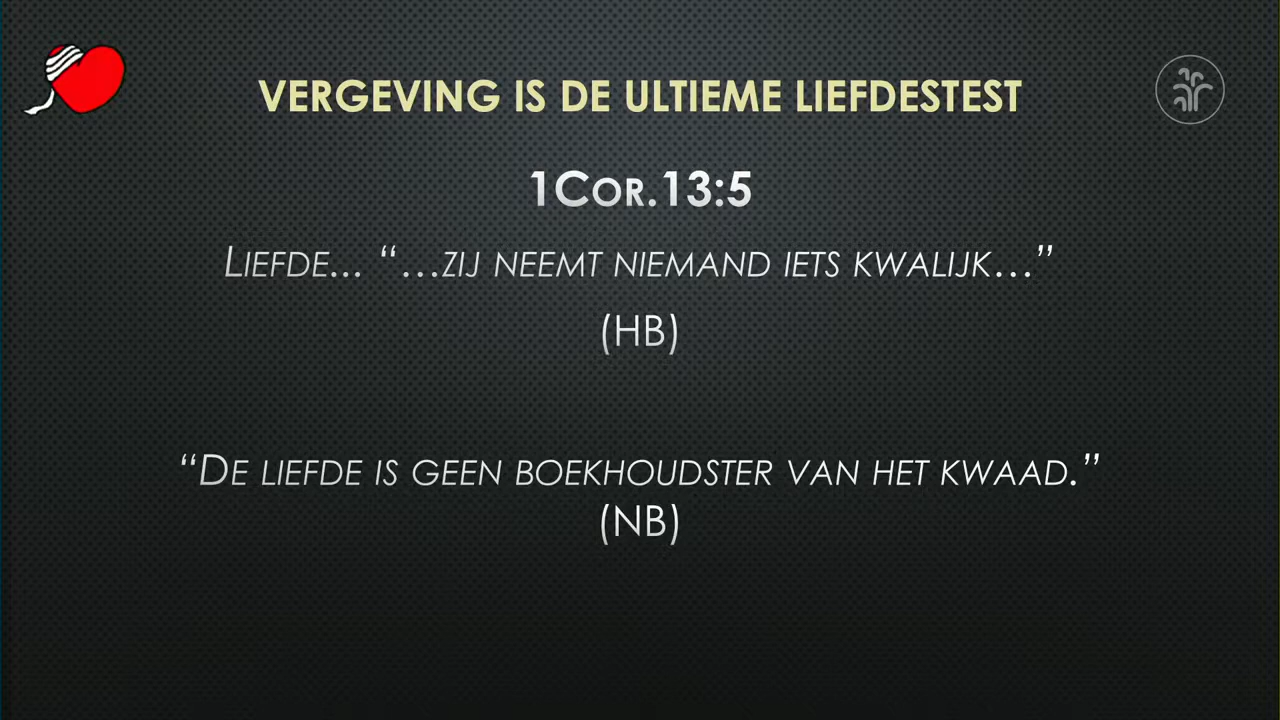 VERGEVING IS DE ULTIEME LIEFDESTEST
1COR.13:5
LIEFDE... “…ZIJ NEEMT NIEMAND IETS KWALIJK…”
(HB)
“DE LIEFDE IS GEEN BOEKHOUDSTER VAN HET KWAAD.”
(NB)